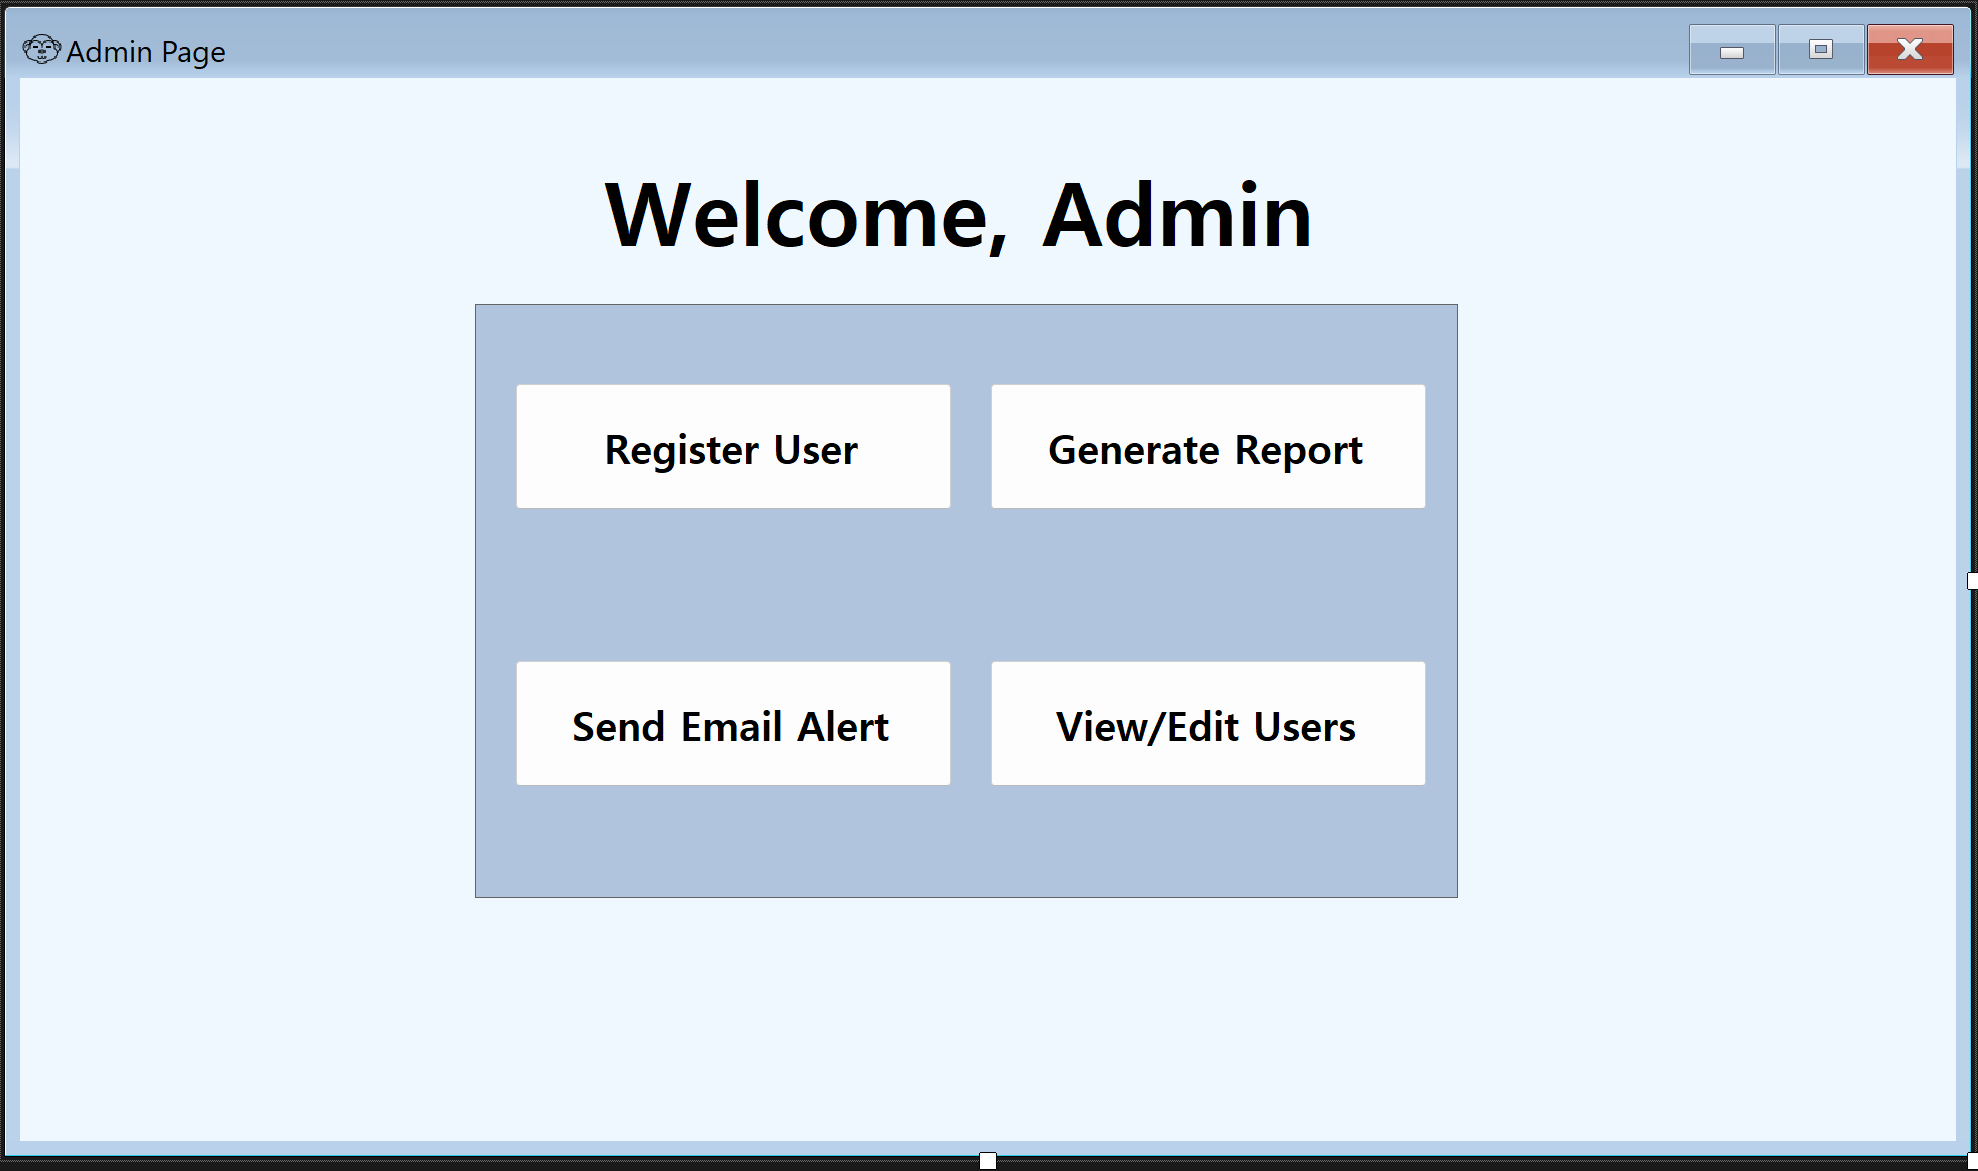 Admin Page
Welcome, Admin
Register User
Generate Report
Send Email Alert
View/Edit Users